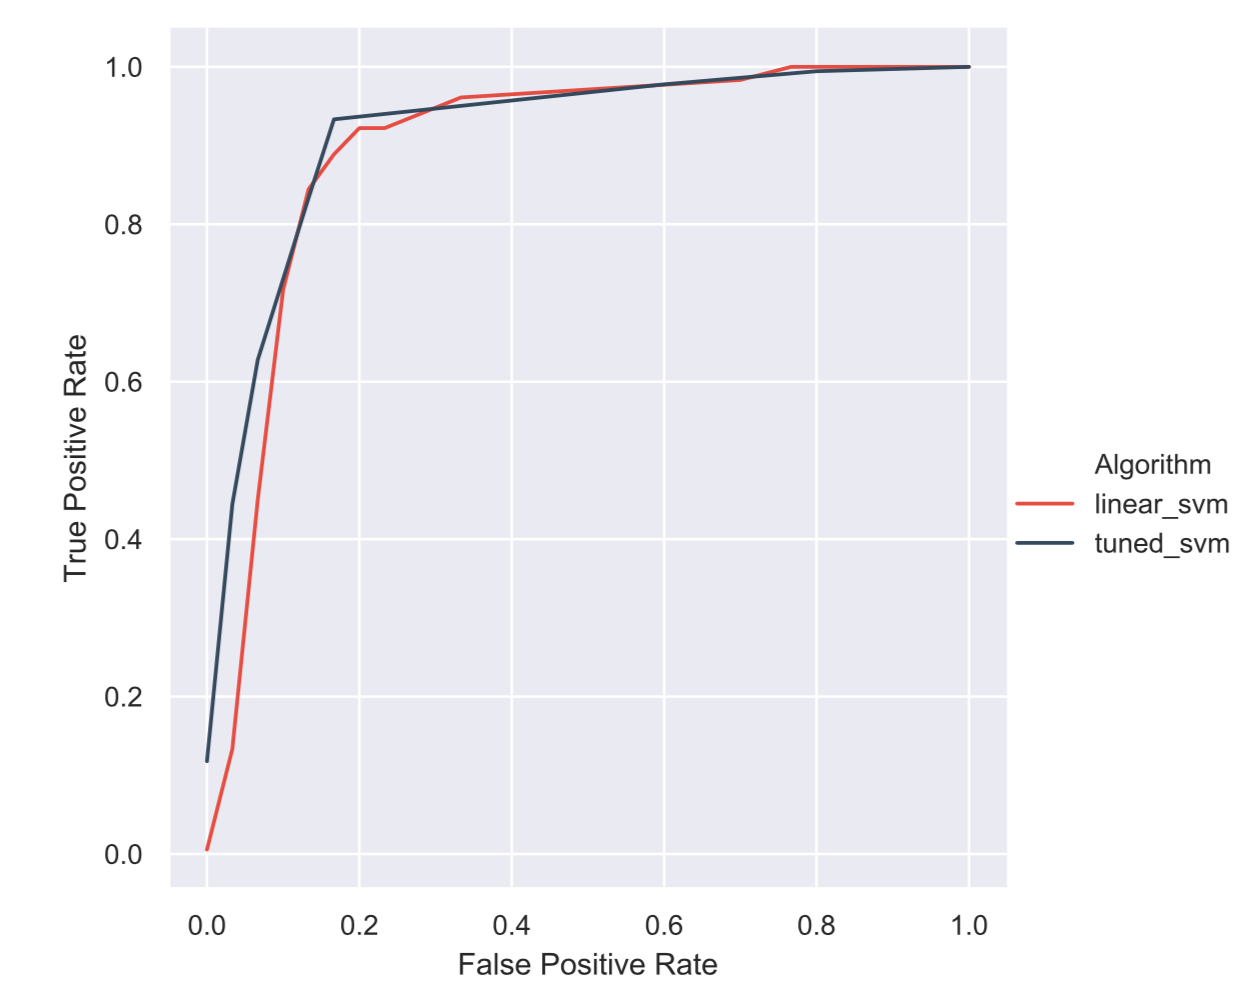 1.0
0.8
0.6
0.4
0.2
0.0
True Positive Rate
0.0 0.2 0.4 0.6 0.8 1.0
False Positive Rate
Algorithm
linear_svm
tuned_svm